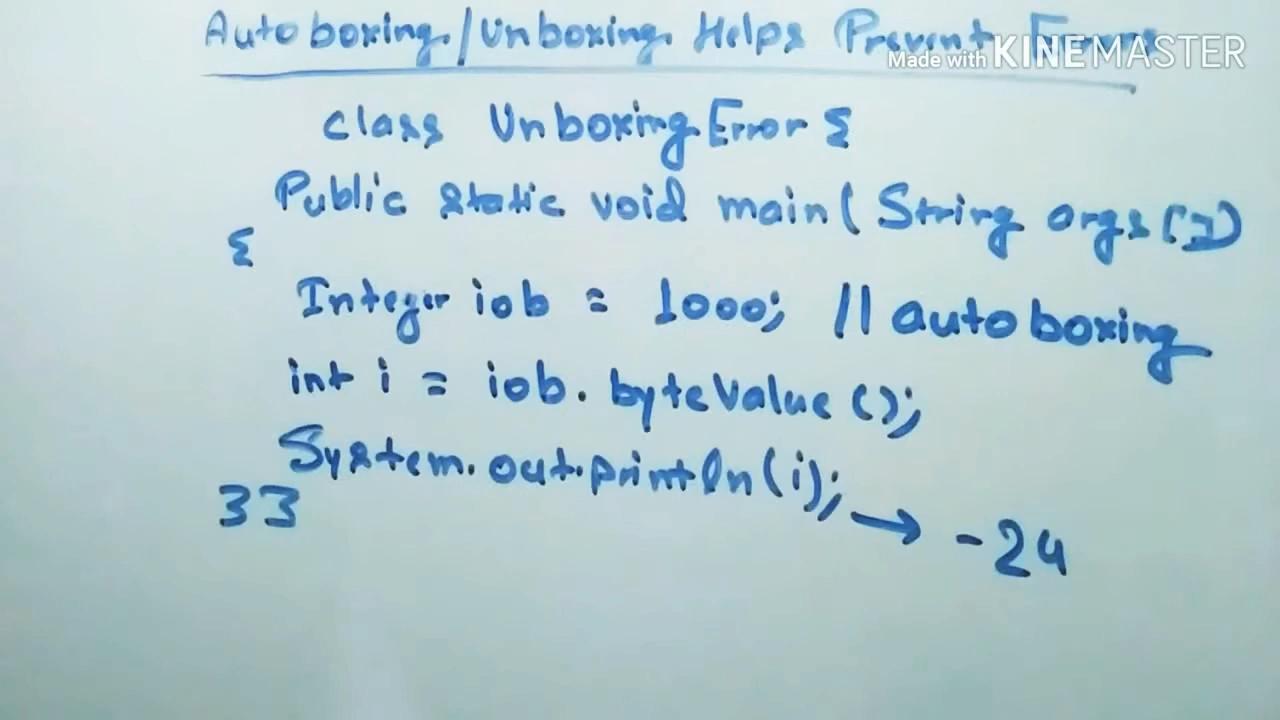 Autoboxing/Unboxing Helps Prevent Errors
Made with KINEMASTER
class UnboxingError {
Public static void main(String args[])
{
Integer iob = 1000; // autoboxing
int i = iob.byteValue();
System.out.println(i); → -24
}}